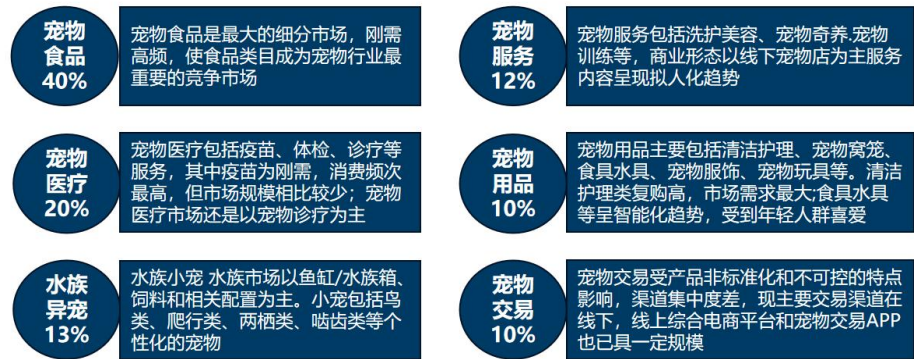 宠物
食品
40%
宠物食品是最大的细分市场，刚需
高频，使食品类目成为宠物行业最
重要的竞争市场
宠物
服务
12%
宠物服务包括洗护美容、宠物奇养.宠物
训练等，商业形态以线下宠物店为主服务
内容呈现拟人化趋势
宠物
医疗
20%
宠物医疗包括疫苗、体检、诊疗等
服务，其中疫苗为刚需，消费频次
最高，但市场规模相比较少；宠物
医疗市场还是以宠物诊疗为主
宠物
用品
10%
宠物用品主要包括清洁护理、宠物窝笼、
食具水具、宠物服饰、宠物玩具等。清洁
护理类复购高，市场需求最大;食具水具
等呈智能化趋势，受到年轻人群喜爱
水族
异宠
13%
水族小宠 水族市场以鱼缸/水族箱、
饲料和相关配置为主。小宠包括鸟
类、爬行类、两栖类、啮齿类等个
性化的宠物
宠物
交易
10%
宠物交易受产品非标准化和不可控的特点
影响，渠道集中度差，现主要交易渠道在
线下，线上综合电商平台和宠物交易APP
也已具一定规模